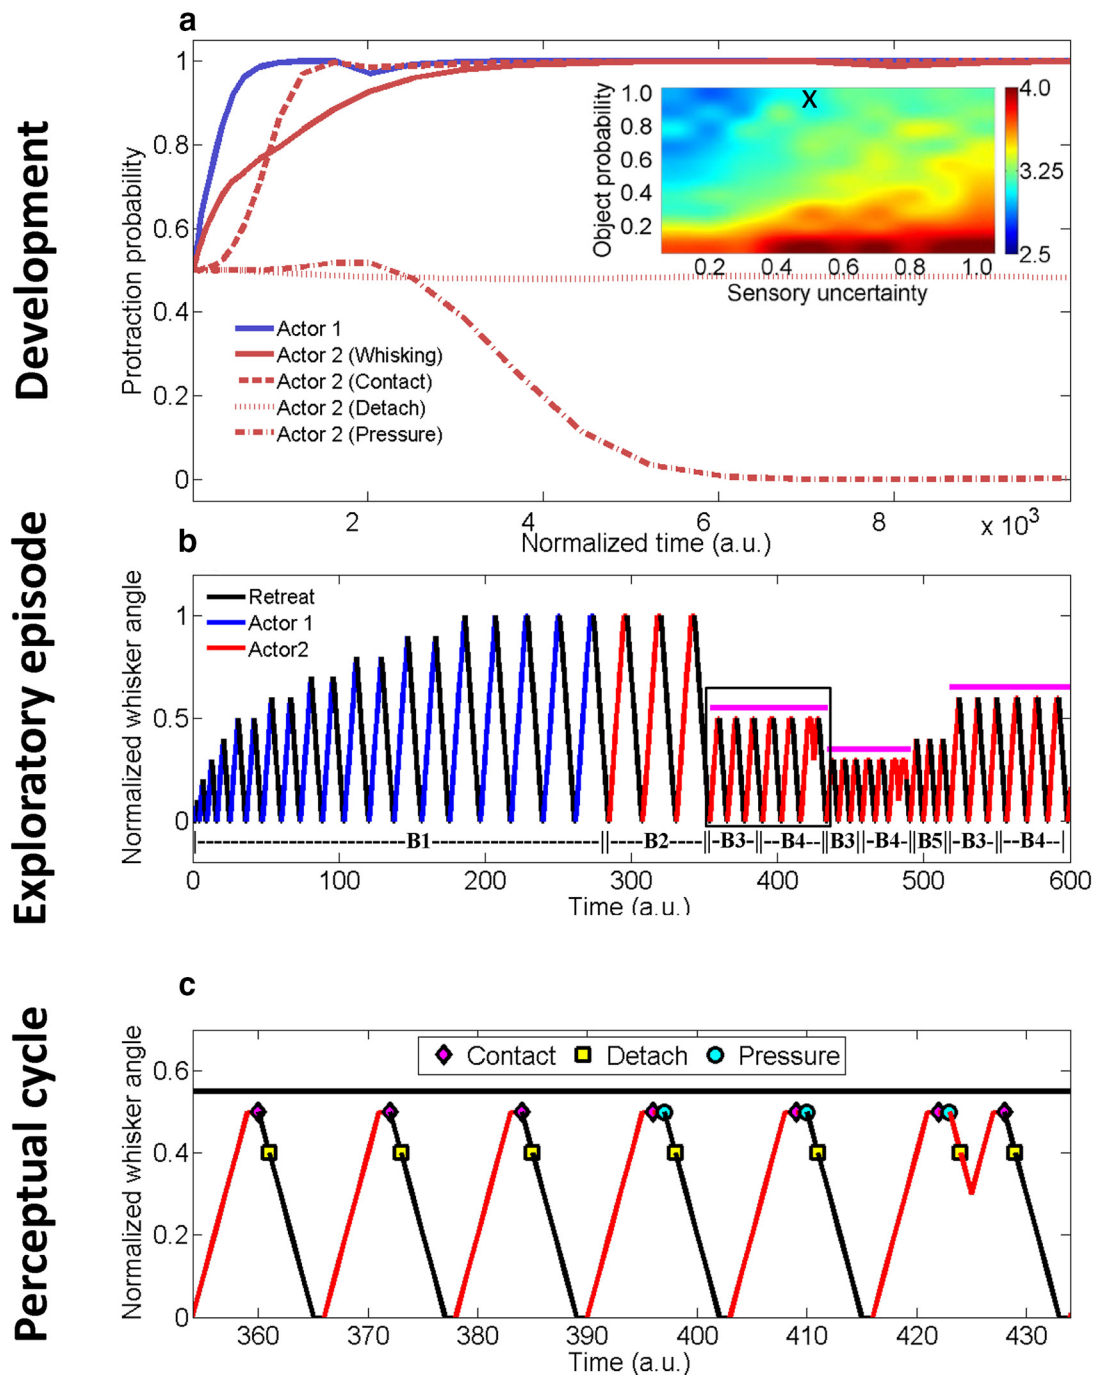 Development
a
Protraction probability
1
0.8
0.6
0.4
0.2
0
Actor 1
Actor 2 (Whisking)
Actor 2 (Contact)
Actor 2 (Detach)
Actor 2 (Pressure)
Object probability
1.0
0.8
0.6
0.4
0.2
X
4.0
3.25
2.5
0.2 0.4 0.6 0.8 1.0
Sensory uncertainty
2 4 6 8 x 10³
Normalized time (a.u.)
Exploratory episode
b
Normalized whisker angle
1
0.5
0
Retreat
Actor 1
Actor2
B1 B2 B3 B4 B3 B4 B5 B3 B4
0 100 200 300 400 500 600
Time (a.u.)
Perceptual cycle
c
Normalized whisker angle
0.6
0.4
0.2
0
Contact Detach Pressure
360 370 380 390 400 410 420 430
Time (a.u.)